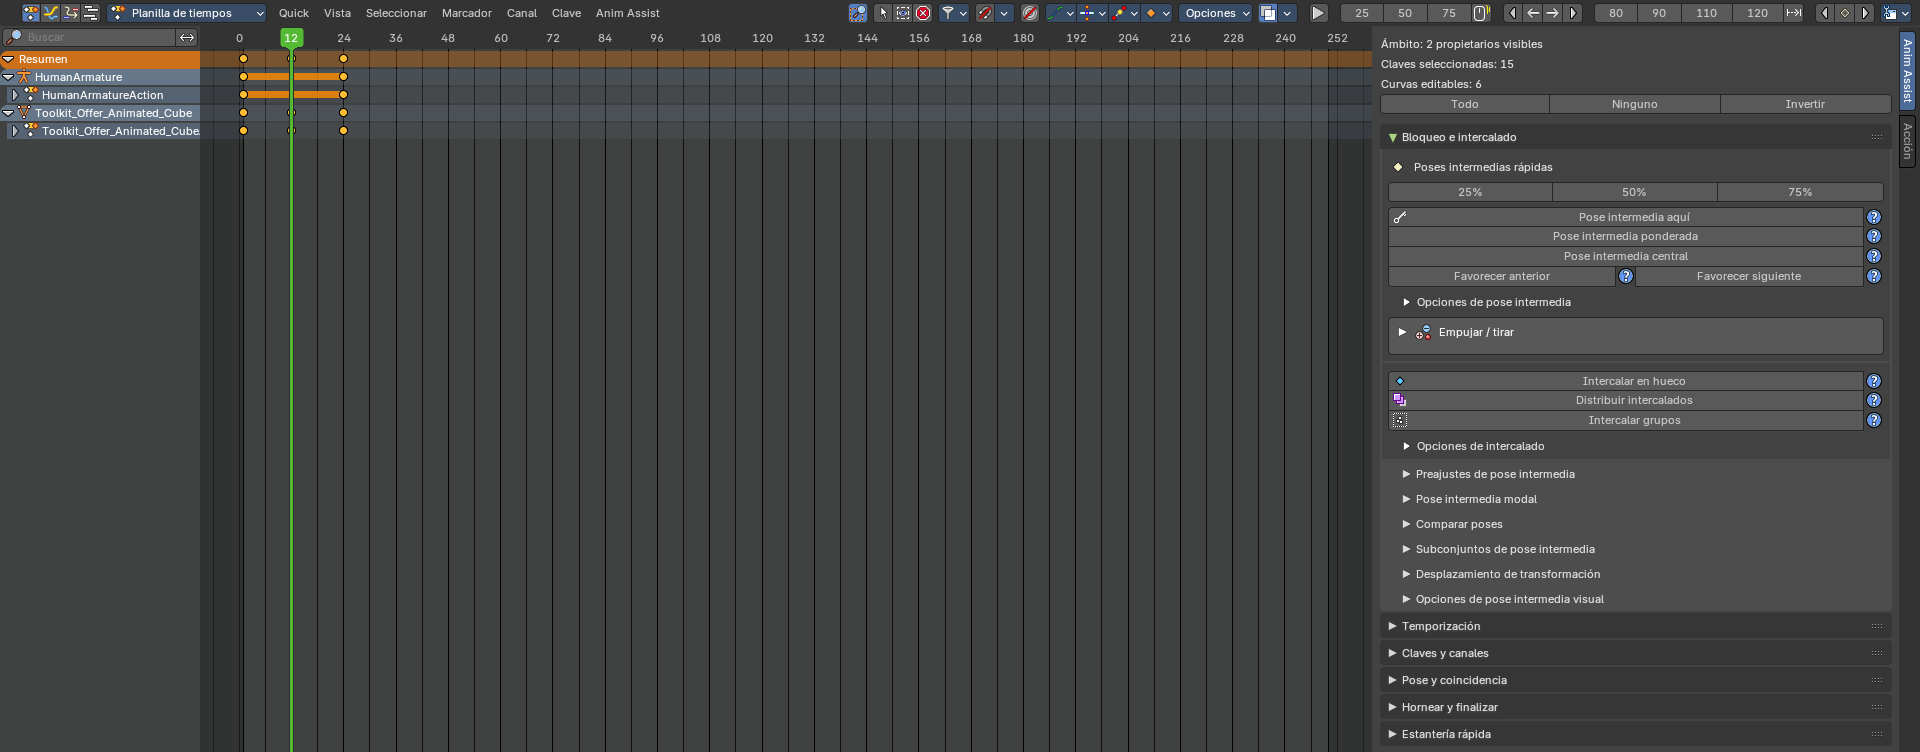 Planilla de tiempos Quick Vista Seleccionar Marcador Canal Clave Anim Assist Opciones 25 50 75 80 90 110 120
Buscar
0 12 24 36 48 60 72 84 96 108 120 132 144 156 168 180 192 204 216 228 240 252
Resumen
HumanArmature
HumanArmatureAction
Toolkit_Offer_Animated_Cube
Toolkit_Offer_Animated_Cube
Ámbito: 2 propietarios visibles
Claves seleccionadas: 15
Curvas editables: 6
Todo Ninguno Invertir
Bloqueo e intercalado
Poses intermedias rápidas
25% 50% 75%
Pose intermedia aquí ?
Pose intermedia ponderada ?
Pose intermedia central ?
Favorecer anterior ? Favorecer siguiente ?
Opciones de pose intermedia
Empujar / tirar
Intercalar en hueco ?
Distribuir intercalados ?
Intercalar grupos ?
Opciones de intercalado
Preajustes de pose intermedia
Pose intermedia modal
Comparar poses
Subconjuntos de pose intermedia
Desplazamiento de transformación
Opciones de pose intermedia visual
Temporización
Claves y canales
Pose y coincidencia
Hornear y finalizar
Estantería rápida
Anim Assist
Acción